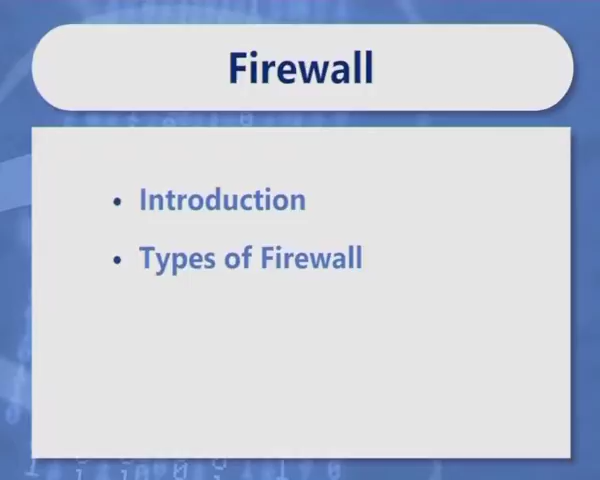 Firewall
• Introduction
• Types of Firewall